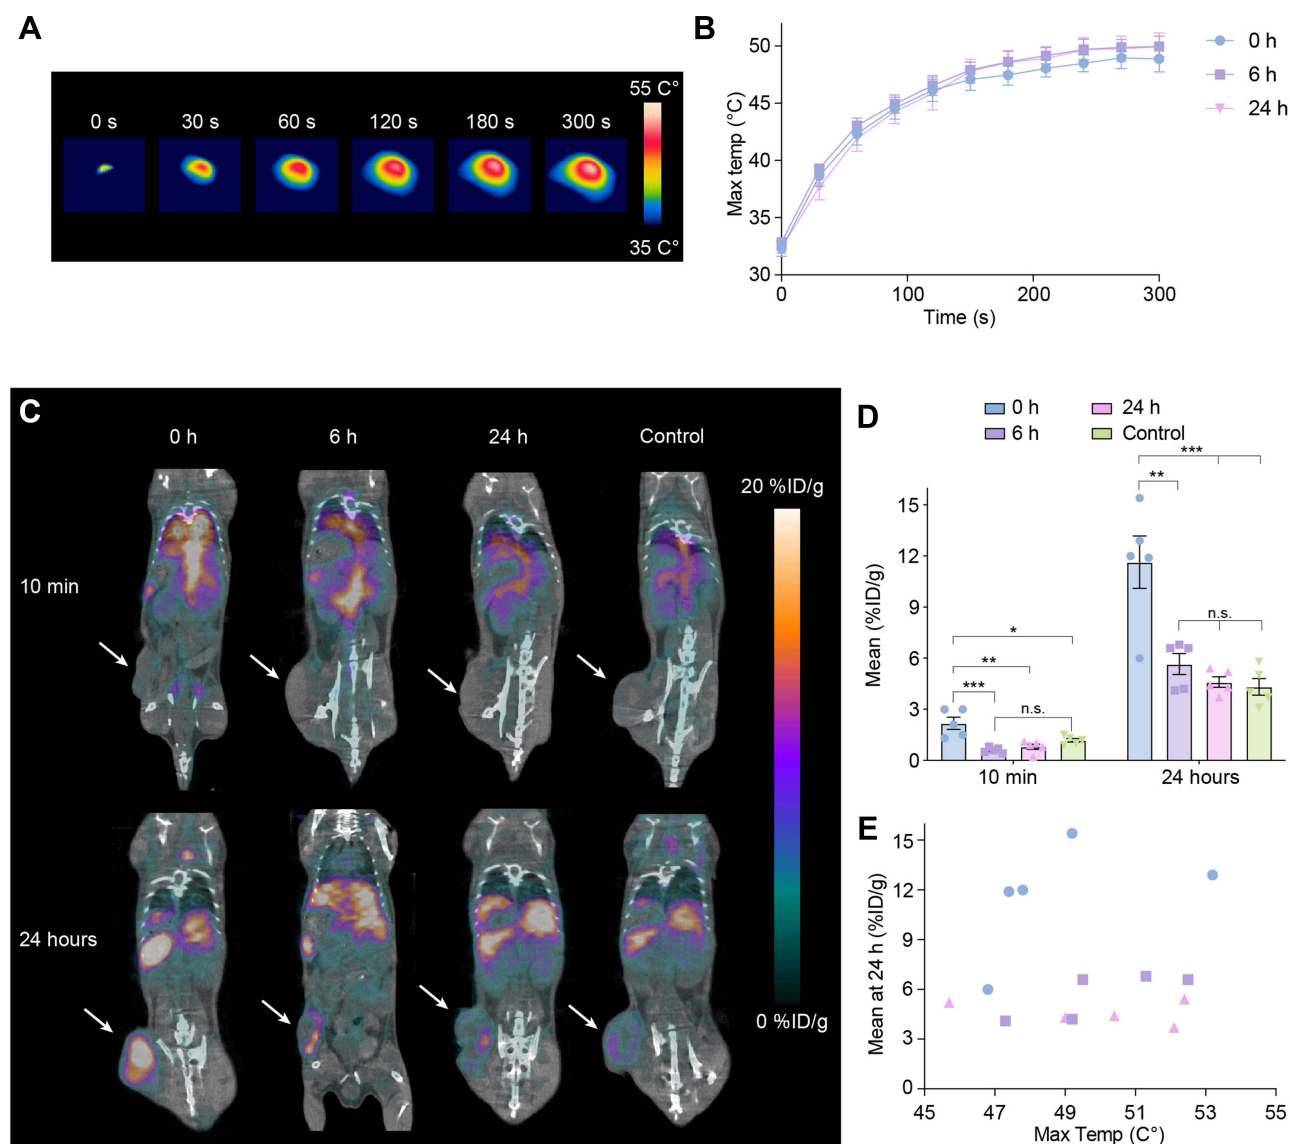 A
55 C°
0 s 30 s 60 s 120 s 180 s 300 s
35 C°
B
Max temp (°C)
50
45
40
35
30
0 100 200 300
Time (s)
0 h
6 h
24 h
C
0 h 6 h 24 h Control
20 %ID/g
10 min
24 hours
0 %ID/g
D
0 h 24 h
6 h Control
Mean (%ID/g)
15
12
9
6
3
0
***
**
n.s.
*
**
***
n.s.
10 min 24 hours
E
Mean at 24 h (%ID/g)
15
12
9
6
3
0
45 47 49 51 53 55
Max Temp (C°)